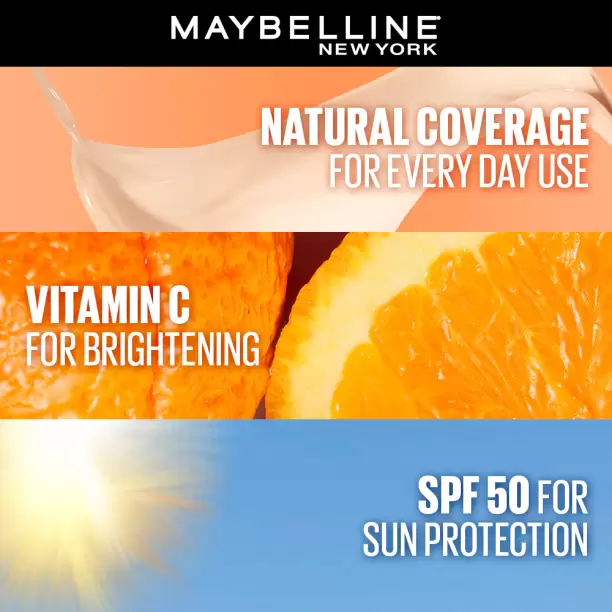 MAYBELLINE
NEW YORK
NATURAL COVERAGE
FOR EVERY DAY USE
VITAMIN C
FOR BRIGHTENING
SPF 50 FOR
SUN PROTECTION